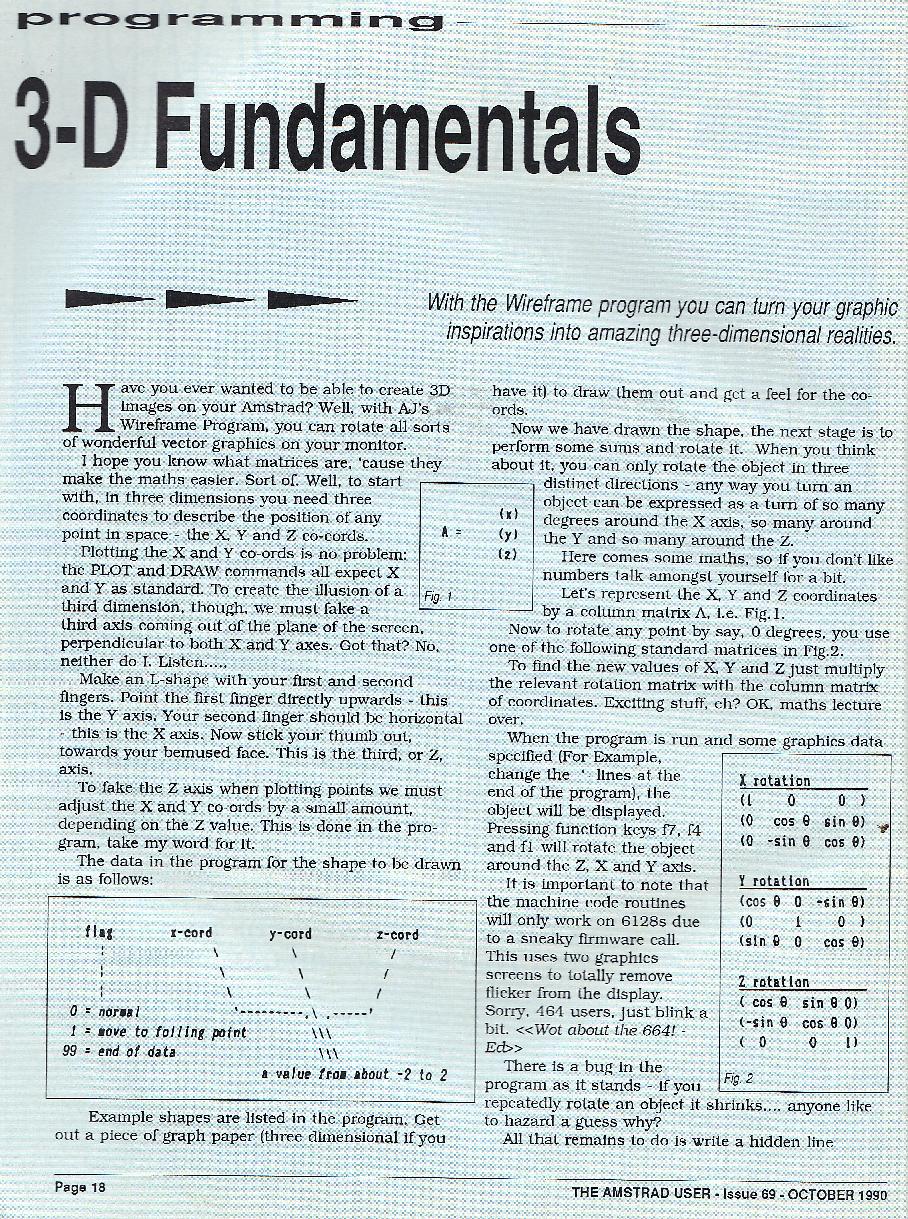 programming
3-D Fundamentals
With the Wireframe program you can turn your graphic
inspirations into amazing three-dimensional realities.
Have you ever wanted to be able to create 3D
images on your Amstrad? Well, with AJ's
Wireframe Program, you can rotate all sorts
of wonderful vector graphics on your monitor.
I hope you know what matrices are, 'cause they
make the maths easier. Sort of. Well, to start
with, in three dimensions you need three
coordinates to describe the position of any
point in space - the X, Y and Z co-cords.
Plotting the X and Y co-ords is no problem:
the PLOT and DRAW commands all expect X
and Y as standard. To create the illusion of a
third dimension, though, we must fake a
third axis coming out of the plane of the screen,
perpendicular to both X and Y axes. Got that? No,
neither do I. Listen.....
Make an L-shape with your first and second
fingers. Point the first finger directly upwards - this
is the Y axis. Your second finger should be horizontal
- this is the X axis. Now stick your thumb out,
towards your bemused face. This is the third, or Z,
axis.
To fake the Z axis when plotting points we must
adjust the X and Y co-ords by a small amount,
depending on the Z value. This is done in the pro-
gram, take my word for it.
The data in the program for the shape to be drawn
is as follows:
flag x-cord y-cord z-cord
0 = normal
1 = move to folling point
99 = end of data
a value from about -2 to 2
Example shapes are listed in the program. Get
out a piece of graph paper (three dimensional if you
A =
(x)
(y)
(z)
Fig. 1
have it) to draw them out and get a feel for the co-
ords.
Now we have drawn the shape, the next stage is to
perform some sums and rotate it. When you think
about it, you can only rotate the object in three
distinct directions - any way you turn an
object can be expressed as a turn of so many
degrees around the X axis, so many around
the Y and so many around the Z.
Here comes some maths, so if you don't like
numbers talk amongst yourself for a bit.
Let's represent the X, Y and Z coordinates
by a column matrix A, i.e. Fig.1.
Now to rotate any point by say, 0 degrees, you use
one of the following standard matrices in Fig.2.
To find the new values of X, Y and Z just multiply
the relevant rotation matrix with the column matrix
of coordinates. Exciting stuff, eh? OK, maths lecture
over.
When the program is run and some graphics data
specified (For Example,
change the ' lines at the
end of the program), the
object will be displayed.
Pressing function keys f7, f4
and f1 will rotate the object
around the Z, X and Y axis.
It is important to note that
the machine code routines
will only work on 6128s due
to a sneaky firmware call.
This uses two graphics
screens to totally remove
flicker from the display.
Sorry, 464 users, just blink a
bit. <<Wot about the 664! -
Ed>>
There is a bug in the
program as it stands - if you
repeatedly rotate an object it shrinks.... anyone like
to hazard a guess why?
All that remains to do is write a hidden line
X rotation
(1 0 0 )
(0 cos θ sin θ)
(0 -sin θ cos θ)
Y rotation
(cos θ 0 -sin θ)
(0 1 0 )
(sin θ 0 cos θ)
Z rotation
( cos θ sin θ 0)
(-sin θ cos θ 0)
( 0 0 1)
Fig. 2
Page 18
THE AMSTRAD USER - Issue 69 - OCTOBER 1990